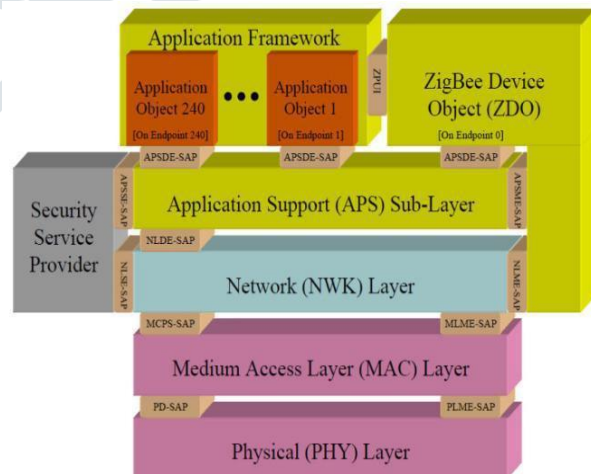 Application Framework
Application
Object 240
[On Endpoint 240]
Application
Object 1
[On Endpoint 1]
ZPUI
ZigBee Device
Object (ZDO)
[On Endpoint 0]
APSDE-SAP
APSDE-SAP
APSDE-SAP
Security
Service
Provider
APSSE-SAP
Application Support (APS) Sub-Layer
APSME-SAP
NLDE-SAP
NLSE-SAP
Network (NWK) Layer
NLME-SAP
MCPS-SAP
MLME-SAP
Medium Access Layer (MAC) Layer
PD-SAP
PLME-SAP
Physical (PHY) Layer